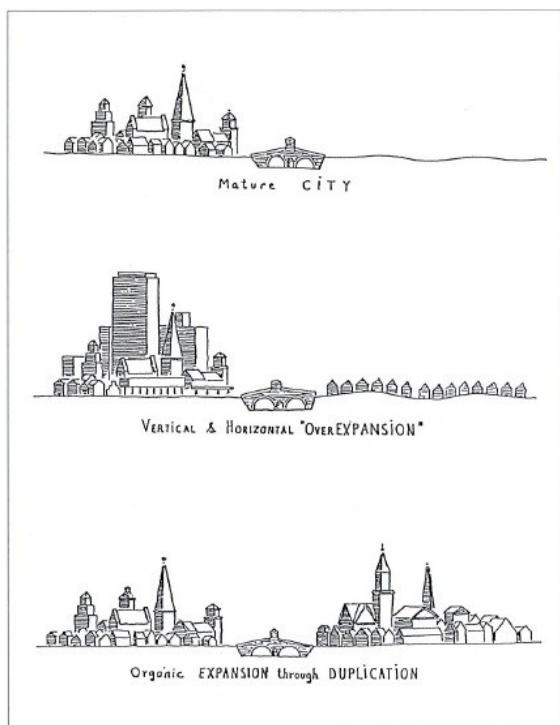 Mature CITY
VERTICAL & HORIZONTAL "OverEXPANSION"
Organic EXPANSION through DUPLICATION